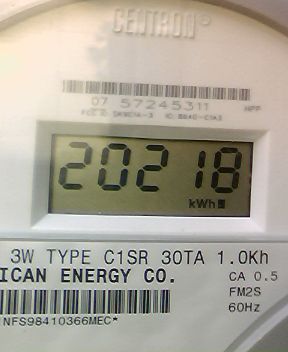 CENTRON®
07 57245311
20218
kWh
3W TYPE C1SR 30TA 1.0Kh
ICAN ENERGY CO.
CA 0.5
FM2S
60Hz
NFS98410366MEC*